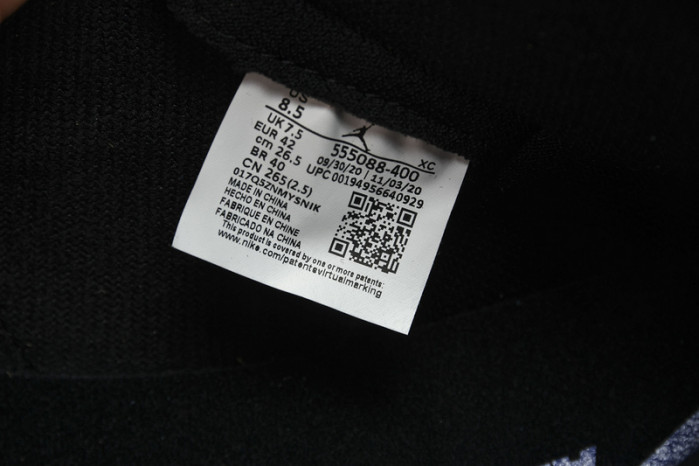 US
8.5
UK 7.5
EUR 42
cm 26.5
BR 40
CN 265(2.5)
017Q5ZNMYSNIK
MADE IN CHINA
HECHO EN CHINA
FABRIQUE EN CHINE
FABRICADO NA CHINA
This product is covered by one or more patents:
www.nike.com/patentsvirtualmarking
XC
555088-400
09/30/20 / 11/03/20
UPC 00194956640929